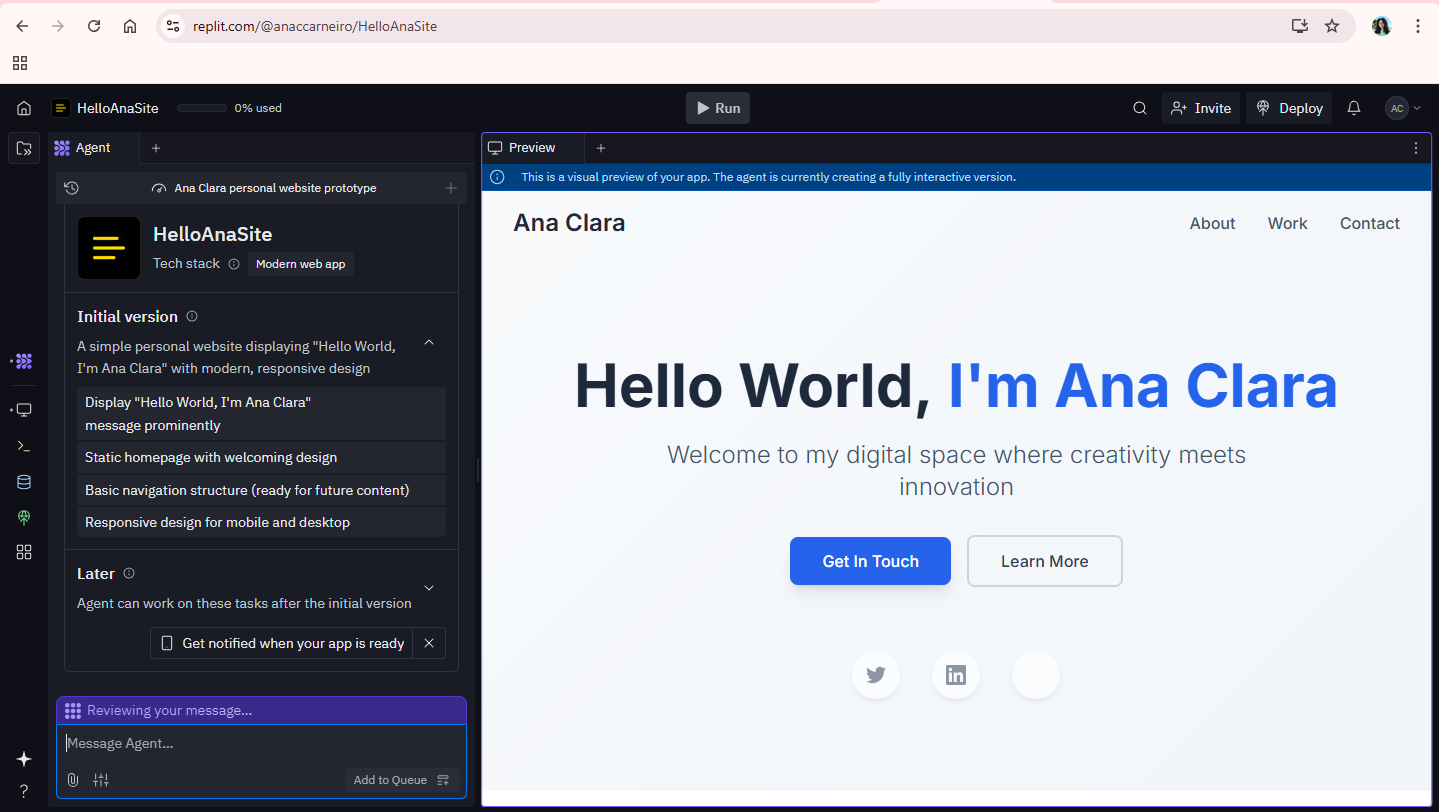 replit.com/@anaccarneiro/HelloAnaSite
HelloAnaSite
0% used
Run
Invite
Deploy
AC
Agent
Ana Clara personal website prototype
HelloAnaSite
Tech stack
Modern web app
Initial version
A simple personal website displaying "Hello World,
I'm Ana Clara" with modern, responsive design
Display "Hello World, I'm Ana Clara"
message prominently
Static homepage with welcoming design
Basic navigation structure (ready for future content)
Responsive design for mobile and desktop
Later
Agent can work on these tasks after the initial version
Get notified when your app is ready
Reviewing your message...
Message Agent...
Add to Queue
Preview
This is a visual preview of your app. The agent is currently creating a fully interactive version.
Ana Clara
About
Work
Contact
Hello World, I'm Ana Clara
Welcome to my digital space where creativity meets
innovation
Get In Touch
Learn More